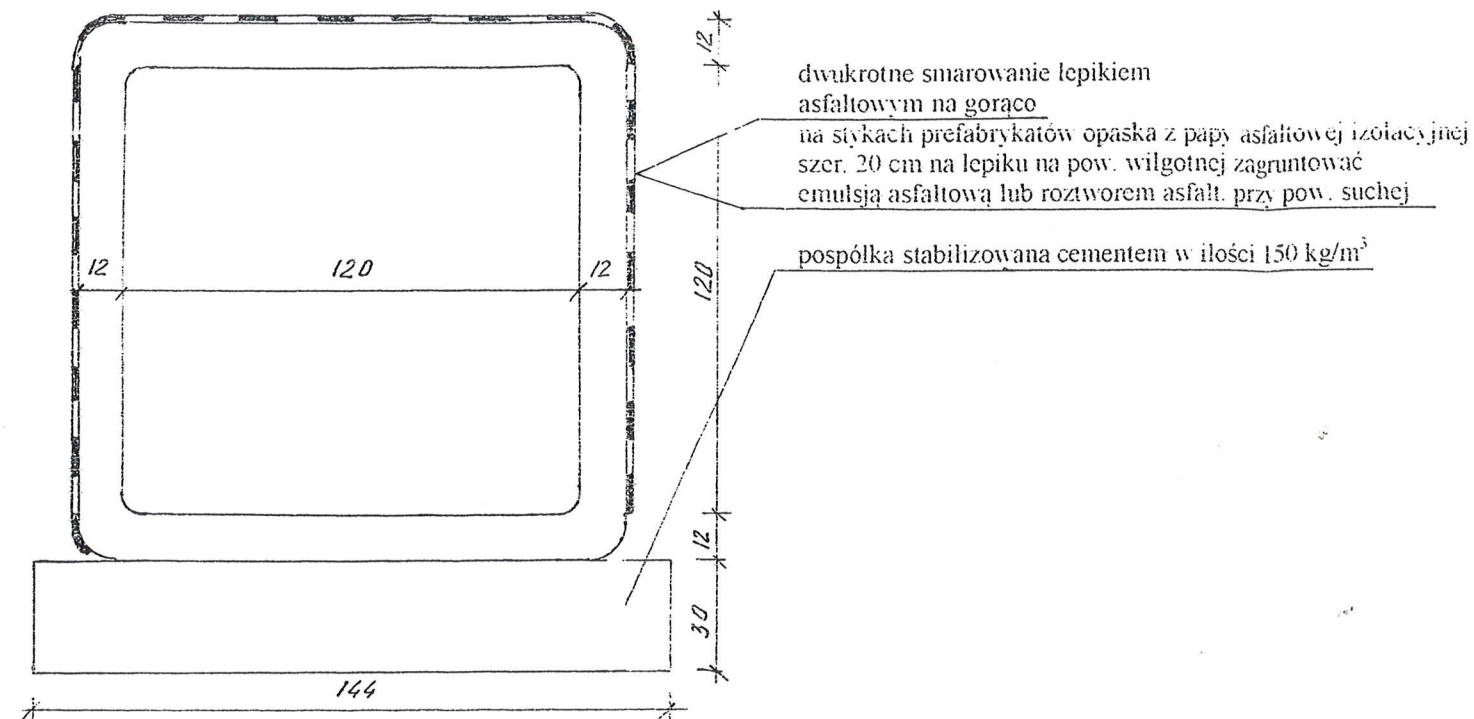 12
dwukrotne smarowanie lepikiem
asfaltowym na gorąco
na stykach prefabrykatów opaska z papy asfaltowej izolacyjnej
szer. 20 cm na lepiku na pow. wilgotnej zagruntować
emulsją asfaltową lub roztworem asfalt. przy pow. suchej
pospółka stabilizowana cementem w ilości 150 kg/m³
12
120
12
120
12
30
144